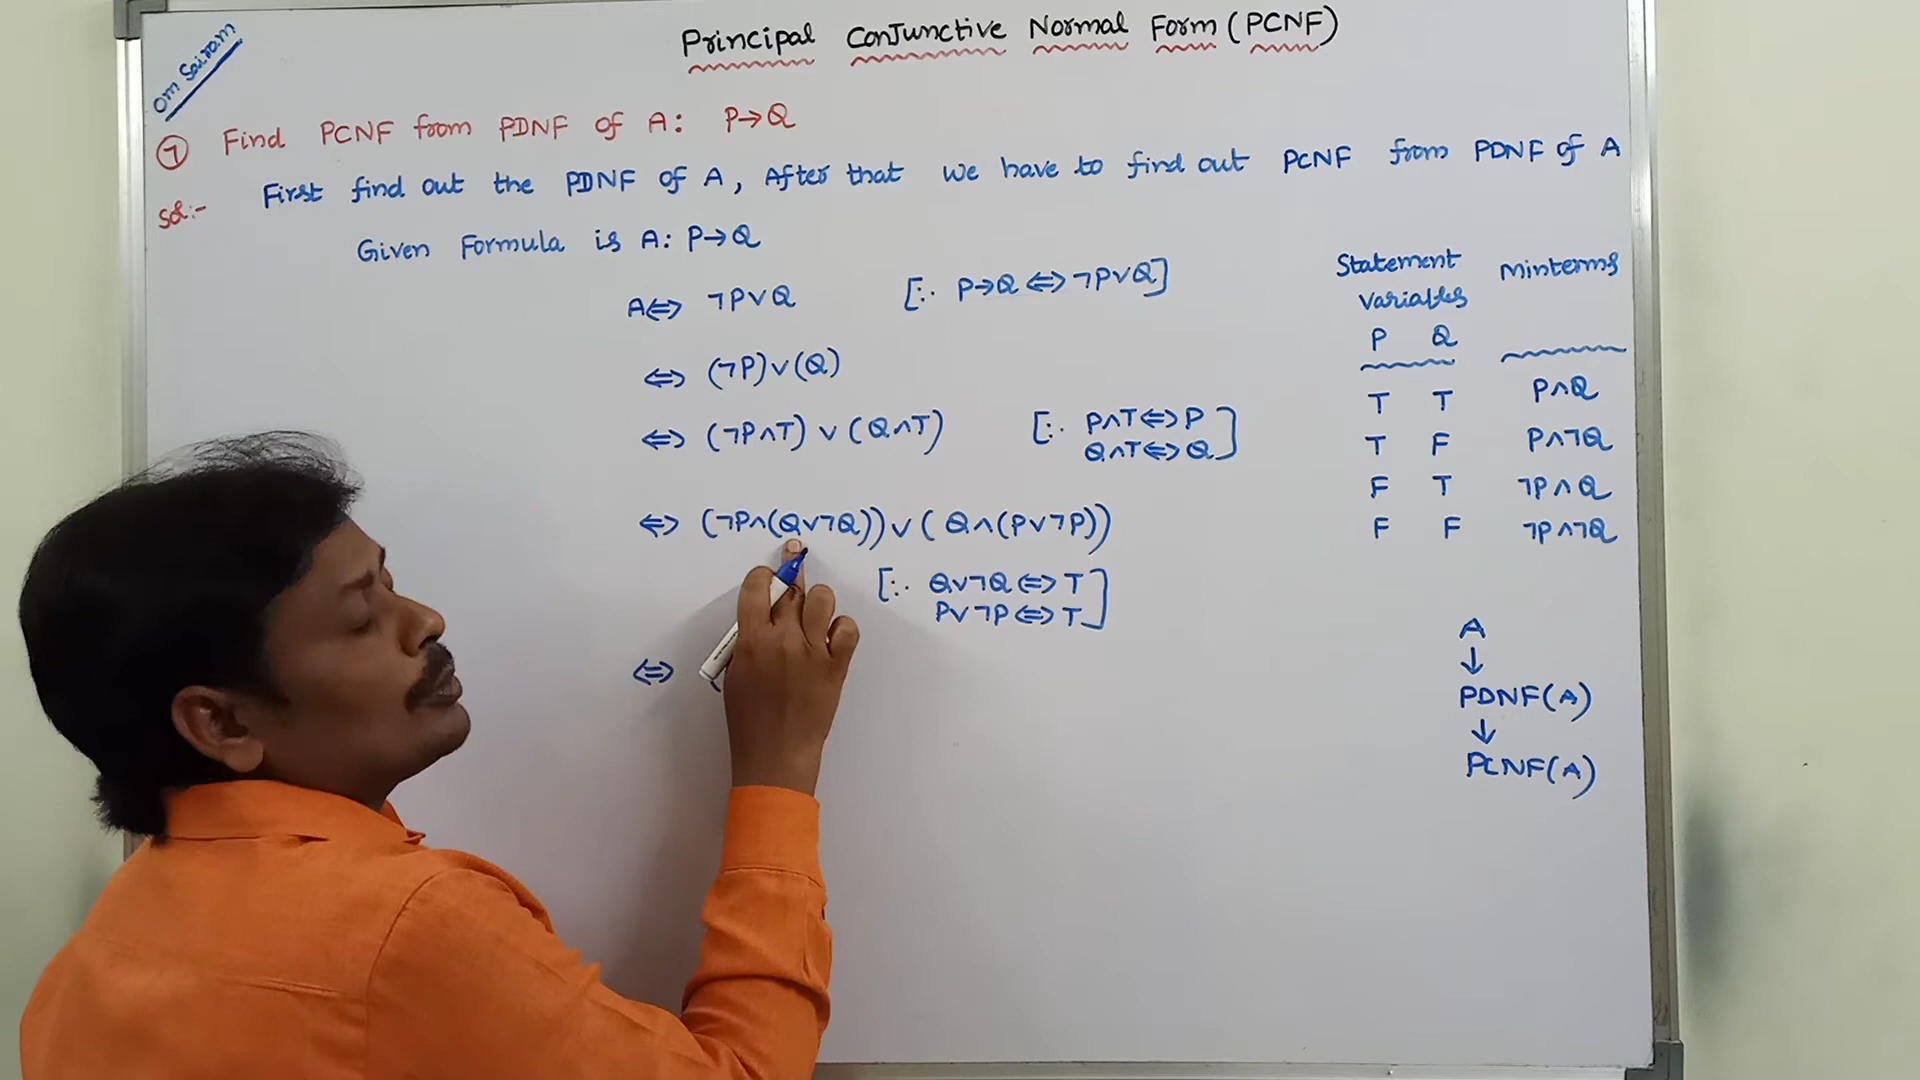 Om Sairam
Principal Conjunctive Normal Form (PCNF)
7 Find PCNF from PDNF of A: P→Q
Sol:- First find out the PDNF of A, After that we have to find out PCNF from PDNF of A
Given Formula is A: P→Q
A⇔ ¬P∨Q [∵ P→Q ⇔ ¬P∨Q]
⇔ (¬P)∨(Q)
⇔ (¬P∧T) ∨ (Q∧T) [∵ P∧T⇔P
Q∧T⇔Q]
⇔ (¬P∧(Q∨¬Q))∨(Q∧(P∨¬P))
[∵ Q∨¬Q⇔T
P∨¬P⇔T]
⇔ (
Statement Minterms
Variables
P Q
T T P∧Q
T F P∧¬Q
F T ¬P∧Q
F F ¬P∧¬Q
A
↓
PDNF(A)
↓
PCNF(A)